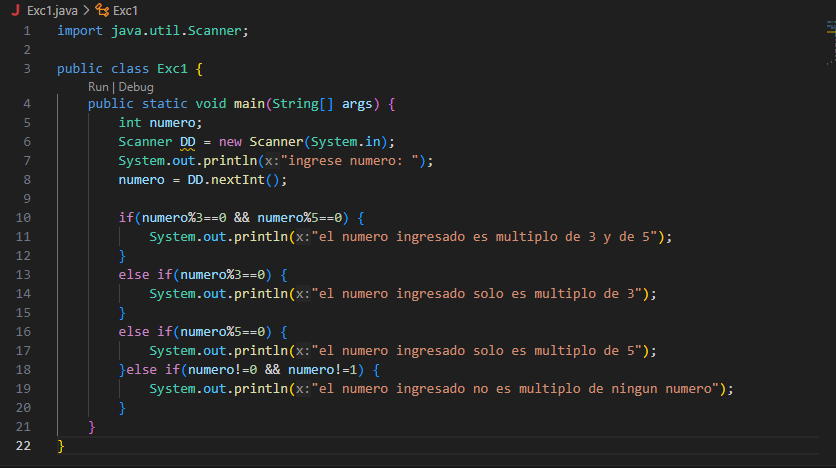 Exc1.java > Exc1
1 import java.util.Scanner;
2
3 public class Exc1 {
Run | Debug
4 public static void main(String[] args) {
5 int numero;
6 Scanner DD = new Scanner(System.in);
7 System.out.println(x:"ingrese numero: ");
8 numero = DD.nextInt();
9
10 if(numero%3==0 && numero%5==0) {
11 System.out.println(x:"el numero ingresado es multiplo de 3 y de 5");
12 }
13 else if(numero%3==0) {
14 System.out.println(x:"el numero ingresado solo es multiplo de 3");
15 }
16 else if(numero%5==0) {
17 System.out.println(x:"el numero ingresado solo es multiplo de 5");
18 }else if(numero!=0 && numero!=1) {
19 System.out.println(x:"el numero ingresado no es multiplo de ningun numero");
20 }
21 }
22 }